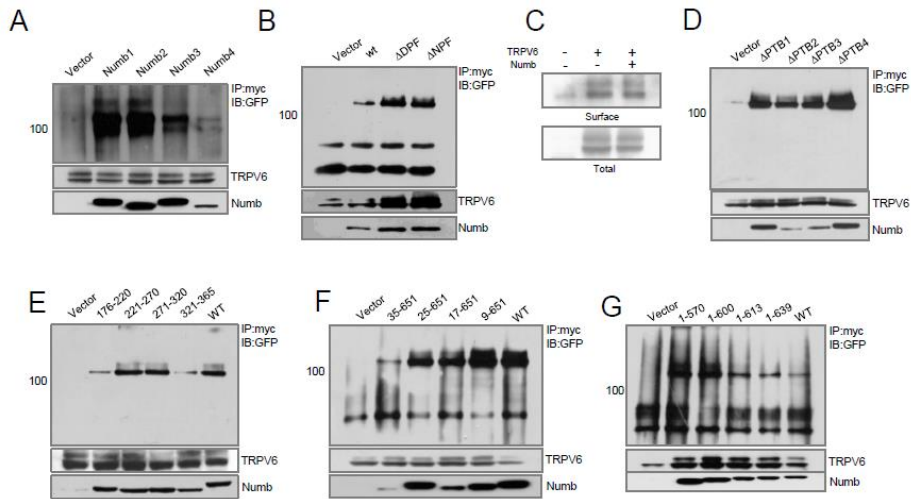 A
Vector
Numb1
Numb2
Numb3
Numb4
IP:myc
IB:GFP
100
TRPV6
Numb
B
Vector
wt
ΔDPF
ΔNPF
IP:myc
IB:GFP
100
TRPV6
Numb
C
TRPV6 - + +
Numb - - +
Surface
Total
D
Vector
ΔPTB1
ΔPTB2
ΔPTB3
ΔPTB4
IP:myc
IB:GFP
100
TRPV6
Numb
E
Vector
176-220
221-270
271-320
321-365
WT
IP:myc
IB:GFP
100
TRPV6
Numb
F
Vector
35-651
25-651
17-651
9-651
WT
IP:myc
IB:GFP
100
TRPV6
Numb
G
Vector
1-570
1-600
1-613
1-639
WT
IP:myc
IB:GFP
100
TRPV6
Numb